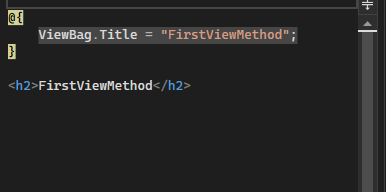 @{
    ViewBag.Title = "FirstViewMethod";
}
<h2>FirstViewMethod</h2>